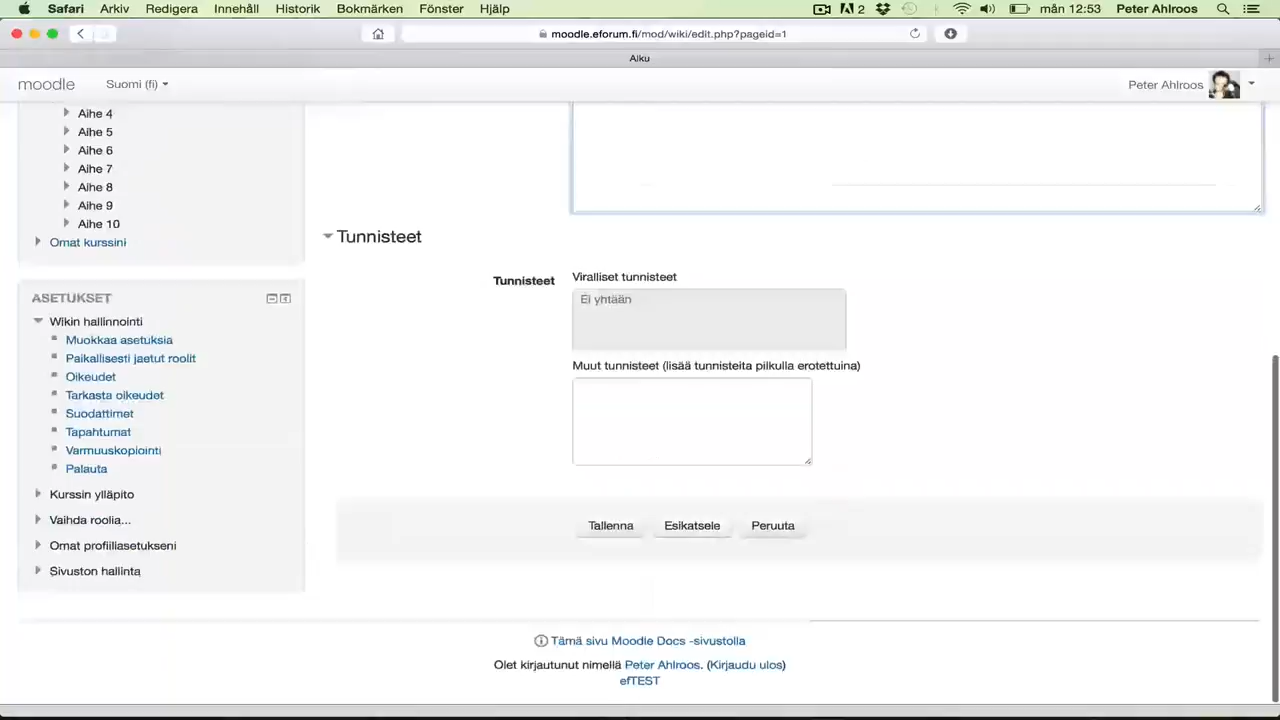 Safari Arkiv Redigera Innehåll Historik Bokmärken Fönster Hjälp 2 mån 12:53 Peter Ahlroos
moodle.eforum.fi/mod/wiki/edit.php?pageid=1
Aiku
moodle Suomi (fi) Peter Ahlroos
Aihe 4
Aihe 5
Aihe 6
Aihe 7
Aihe 8
Aihe 9
Aihe 10
Omat kurssini
ASETUKSET
Wikin hallinnointi
Muokkaa asetuksia
Paikallisesti jaetut roolit
Oikeudet
Tarkasta oikeudet
Suodattimet
Tapahtumat
Varmuuskopiointi
Palauta
Kurssin ylläpito
Vaihda roolia...
Omat profiiliasetukseni
Sivuston hallinta
Tunnisteet
Tunnisteet
Viralliset tunnisteet
Ei yhtään
Muut tunnisteet (lisää tunnisteita pilkulla erotettuina)
Tallenna Esikatsele Peruuta
Tämä sivu Moodle Docs -sivustolla
Olet kirjautunut nimellä Peter Ahlroos. (Kirjaudu ulos)
efTEST